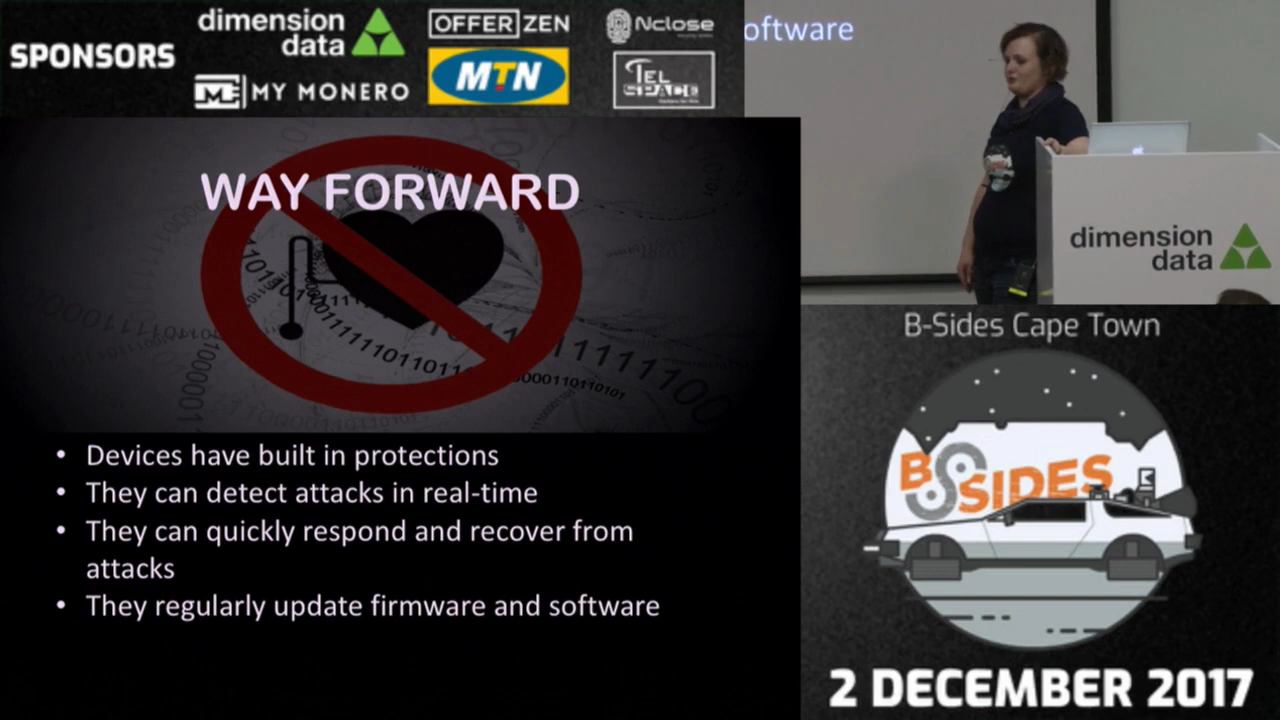 SPONSORS
dimension
data
OFFERZEN
Nclose
MY MONERO
MTN
TEL
SPACE
oftware
WAY FORWARD
dimension
data
B-Sides Cape Town
BSIDES
• Devices have built in protections
• They can detect attacks in real-time
• They can quickly respond and recover from
attacks
• They regularly update firmware and software
2 DECEMBER 2017